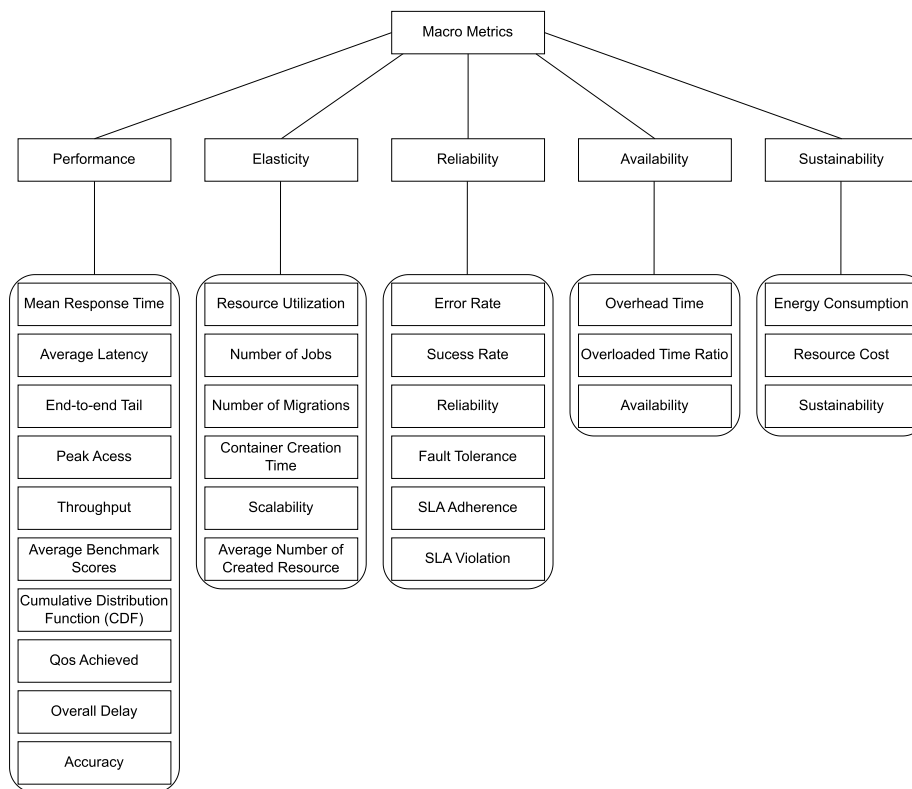 Macro Metrics
Performance
Elasticity
Reliability
Availability
Sustainability
Mean Response Time
Average Latency
End-to-end Tail
Peak Acess
Throughput
Average Benchmark
Scores
Cumulative Distribution
Function (CDF)
Qos Achieved
Overall Delay
Accuracy
Resource Utilization
Number of Jobs
Number of Migrations
Container Creation
Time
Scalability
Average Number of
Created Resource
Error Rate
Sucess Rate
Reliability
Fault Tolerance
SLA Adherence
SLA Violation
Overhead Time
Overloaded Time Ratio
Availability
Energy Consumption
Resource Cost
Sustainability